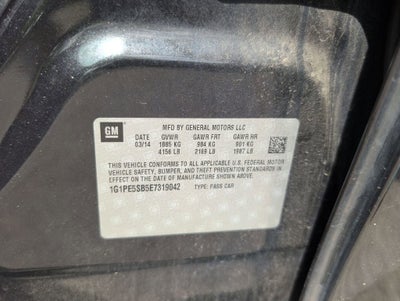 GM
MFD BY GENERAL MOTORS LLC
DATE GVWR GAWR FRT GAWR RR
03/14 1885 KG 984 KG 901 KG
4156 LB 2169 LB 1987 LB
THIS VEHICLE CONFORMS TO ALL APPLICABLE U.S. FEDERAL MOTOR
VEHICLE SAFETY, BUMPER, AND THEFT PREVENTION STANDARDS
IN EFFECT ON THE DATE OF MANUFACTURE SHOWN ABOVE.
1G1PE5SB5E7319042 TYPE: PASS CAR